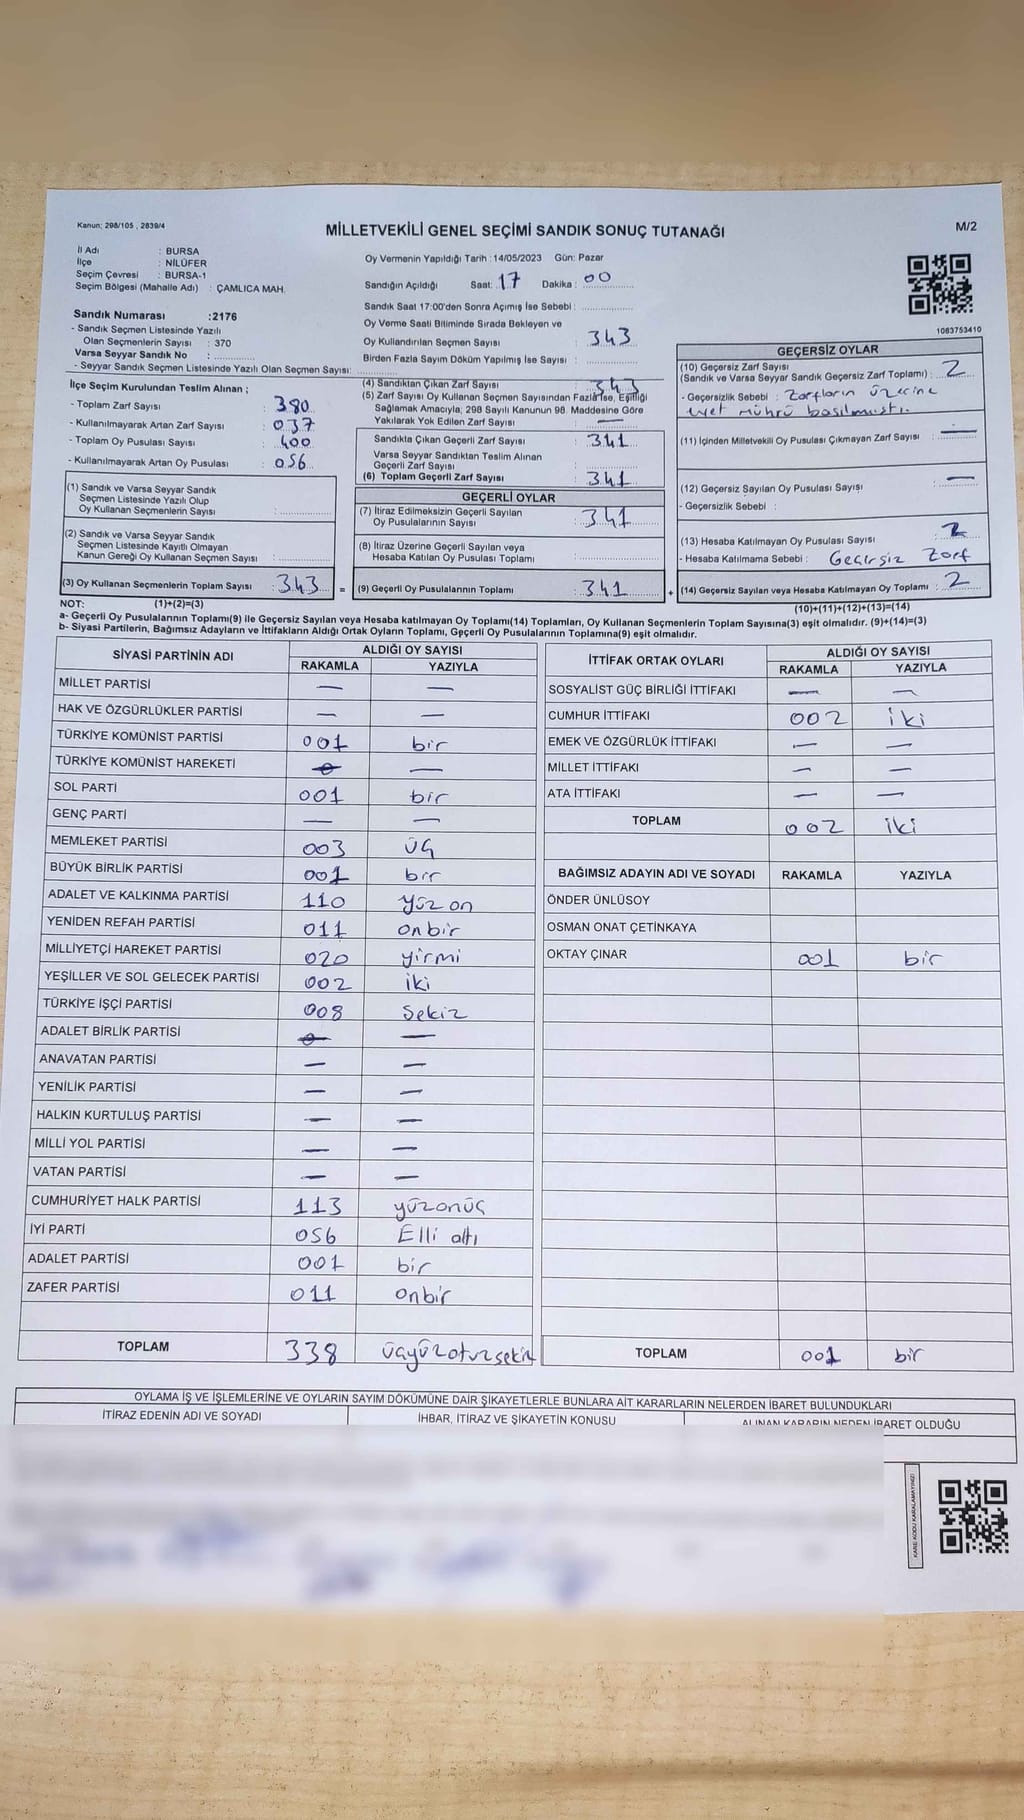 Kanun; 298/105 , 2839/4
MİLLETVEKİLİ GENEL SEÇİMİ SANDIK SONUÇ TUTANAĞI
M/2
İl Adı : BURSA
İlçe : NİLÜFER
Seçim Çevresi : BURSA-1
Seçim Bölgesi (Mahalle Adı) : ÇAMLICA MAH.
Sandık Numarası :2176
- Sandık Seçmen Listesinde Yazılı
Olan Seçmenlerin Sayısı : 370
Varsa Seyyar Sandık No :
- Seyyar Sandık Seçmen Listesinde Yazılı Olan Seçmen Sayısı:
Oy Vermenin Yapıldığı Tarih :14/05/2023 Gün: Pazar
Sandığın Açıldığı Saat: 17 Dakika : 00
Sandık Saat 17:00'den Sonra Açımış İse Sebebi :
Oy Verme Saati Bitiminde Sırada Bekleyen ve
Oy Kullandırılan Seçmen Sayısı : 343
Birden Fazla Sayım Döküm Yapılmış İse Sayısı :
1083753410
İlçe Seçim Kurulundan Teslim Alınan ;
- Toplam Zarf Sayısı : 380
- Kullanılmayarak Artan Zarf Sayısı : 037
- Toplam Oy Pusulası Sayısı : 400
- Kullanılmayarak Artan Oy Pusulası : 056
(1) Sandık ve Varsa Seyyar Sandık
Seçmen Listesinde Yazılı Olup
Oy Kullanan Seçmenlerin Sayısı :
(2) Sandık ve Varsa Seyyar Sandık
Seçmen Listesinde Kayıtlı Olmayan
Kanun Gereği Oy Kullanan Seçmen Sayısı :
(3) Oy Kullanan Seçmenlerin Toplam Sayısı : 343 =
(4) Sandıktan Çıkan Zarf Sayısı : 343
(5) Zarf Sayısı Oy Kullanan Seçmen Sayısından Fazla İse, Eşitliği
Sağlamak Amacıyla, 298 Sayılı Kanunun 98. Maddesine Göre
Yakılarak Yok Edilen Zarf Sayısı : —
Sandıkta Çıkan Geçerli Zarf Sayısı : 341
Varsa Seyyar Sandıktan Teslim Alınan
Geçerli Zarf Sayısı :
(6) Toplam Geçerli Zarf Sayısı : 341
GEÇERLİ OYLAR
(7) İtiraz Edilmeksizin Geçerli Sayılan
Oy Pusulalarının Sayısı : 341
(8) İtiraz Üzerine Geçerli Sayılan veya
Hesaba Katılan Oy Pusulası Toplamı :
(9) Geçerli Oy Pusulalarının Toplamı : 341 +
GEÇERSİZ OYLAR
(10) Geçersiz Zarf Sayısı
(Sandık ve Varsa Seyyar Sandık Geçersiz Zarf Toplamı) : 2
- Geçersizlik Sebebi : Zarfların üzerine
evet mührü basılmıştı.
(11) İçinden Milletvekili Oy Pusulası Çıkmayan Zarf Sayısı : —
(12) Geçersiz Sayılan Oy Pusulası Sayısı : —
- Geçersizlik Sebebi :
(13) Hesaba Katılmayan Oy Pusulası Sayısı : 2
- Hesaba Katılmama Sebebi : Geçersiz Zarf
(14) Geçersiz Sayılan veya Hesaba Katılmayan Oy Toplamı : 2
NOT: (1)+(2)=(3)
(10)+(11)+(12)+(13)=(14)
a- Geçerli Oy Pusulalarının Toplamı(9) ile Geçersiz Sayılan veya Hesaba katılmayan Oy Toplamı(14) Toplamları, Oy Kullanan Seçmenlerin Toplam Sayısına(3) eşit olmalıdır. (9)+(14)=(3)
b- Siyasi Partilerin, Bağımsız Adayların ve İttifakların Aldığı Ortak Oyların Toplamı, Geçerli Oy Pusulalarının Toplamına(9) eşit olmalıdır.
SİYASİ PARTİNİN ADI ALDIĞI OY SAYISI
RAKAMLA YAZIYLA
MİLLET PARTİSİ — —
HAK VE ÖZGÜRLÜKLER PARTİSİ — —
TÜRKİYE KOMÜNİST PARTİSİ 001 bir
TÜRKİYE KOMÜNİST HAREKETİ — —
SOL PARTİ 001 bir
GENÇ PARTİ — —
MEMLEKET PARTİSİ 003 üç
BÜYÜK BİRLİK PARTİSİ 001 bir
ADALET VE KALKINMA PARTİSİ 110 yüz on
YENİDEN REFAH PARTİSİ 011 onbir
MİLLİYETÇİ HAREKET PARTİSİ 020 yirmi
YEŞİLLER VE SOL GELECEK PARTİSİ 002 iki
TÜRKİYE İŞÇİ PARTİSİ 008 sekiz
ADALET BİRLİK PARTİSİ — —
ANAVATAN PARTİSİ — —
YENİLİK PARTİSİ — —
HALKIN KURTULUŞ PARTİSİ — —
MİLLİ YOL PARTİSİ — —
VATAN PARTİSİ — —
CUMHURİYET HALK PARTİSİ 113 yüzonüç
İYİ PARTİ 056 Elli altı
ADALET PARTİSİ 001 bir
ZAFER PARTİSİ 011 onbir
TOPLAM 338 üçyüzotuzsekiz
İTTİFAK ORTAK OYLARI ALDIĞI OY SAYISI
RAKAMLA YAZIYLA
SOSYALİST GÜÇ BİRLİĞİ İTTİFAKI — —
CUMHUR İTTİFAKI 002 iki
EMEK VE ÖZGÜRLÜK İTTİFAKI — —
MİLLET İTTİFAKI — —
ATA İTTİFAKI — —
TOPLAM 002 iki
BAĞIMSIZ ADAYIN ADI VE SOYADI RAKAMLA YAZIYLA
ÖNDER ÜNLÜSOY
OSMAN ONAT ÇETİNKAYA
OKTAY ÇINAR 001 bir
TOPLAM 001 bir
OYLAMA İŞ VE İŞLEMLERİNE VE OYLARIN SAYIM DÖKÜMÜNE DAİR ŞİKAYETLERLE BUNLARA AİT KARARLARIN NELERDEN İBARET BULUNDUKLARI
İTİRAZ EDENİN ADI VE SOYADI İHBAR, İTİRAZ VE ŞİKAYETİN KONUSU ALINAN KARARIN NEDEN İBARET OLDUĞU
KARE KODU KARALAMAYINIZ!